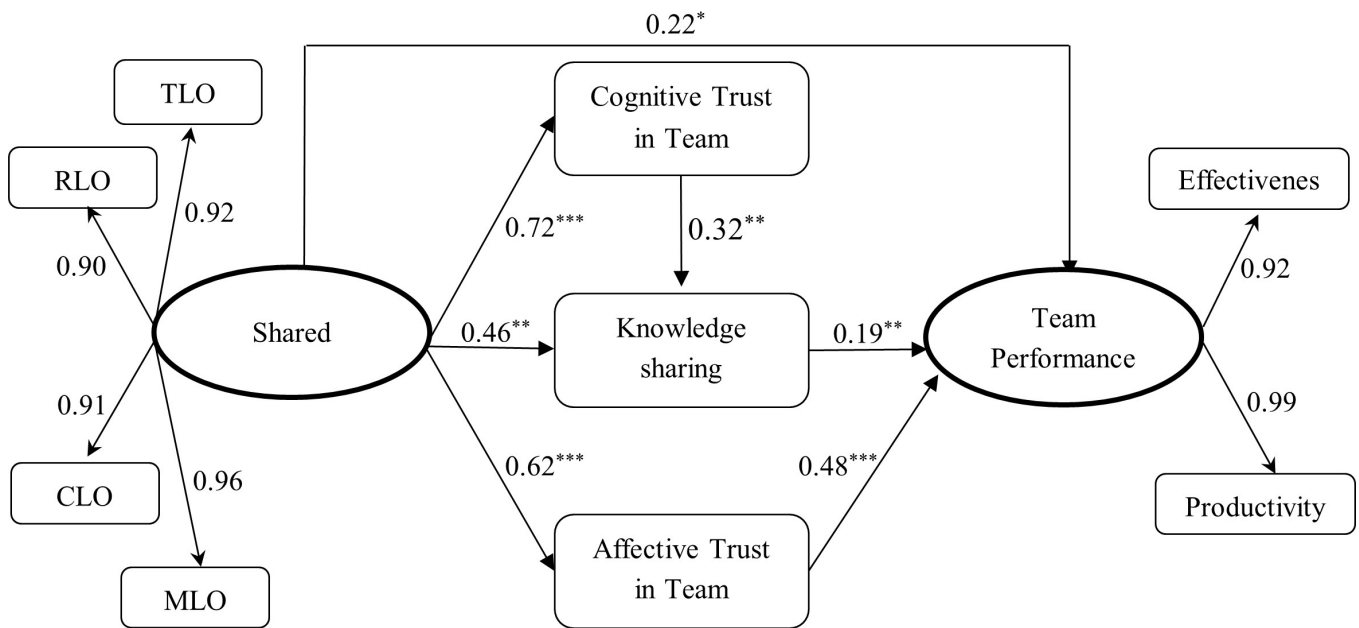 0.22*
TLO
Cognitive Trust
in Team
RLO
Effectivenes
0.92
0.72***
0.32**
0.90
0.92
Shared
0.46**
Knowledge
sharing
0.19**
Team
Performance
0.91
0.99
0.62***
0.48***
CLO
0.96
Productivity
Affective Trust
in Team
MLO